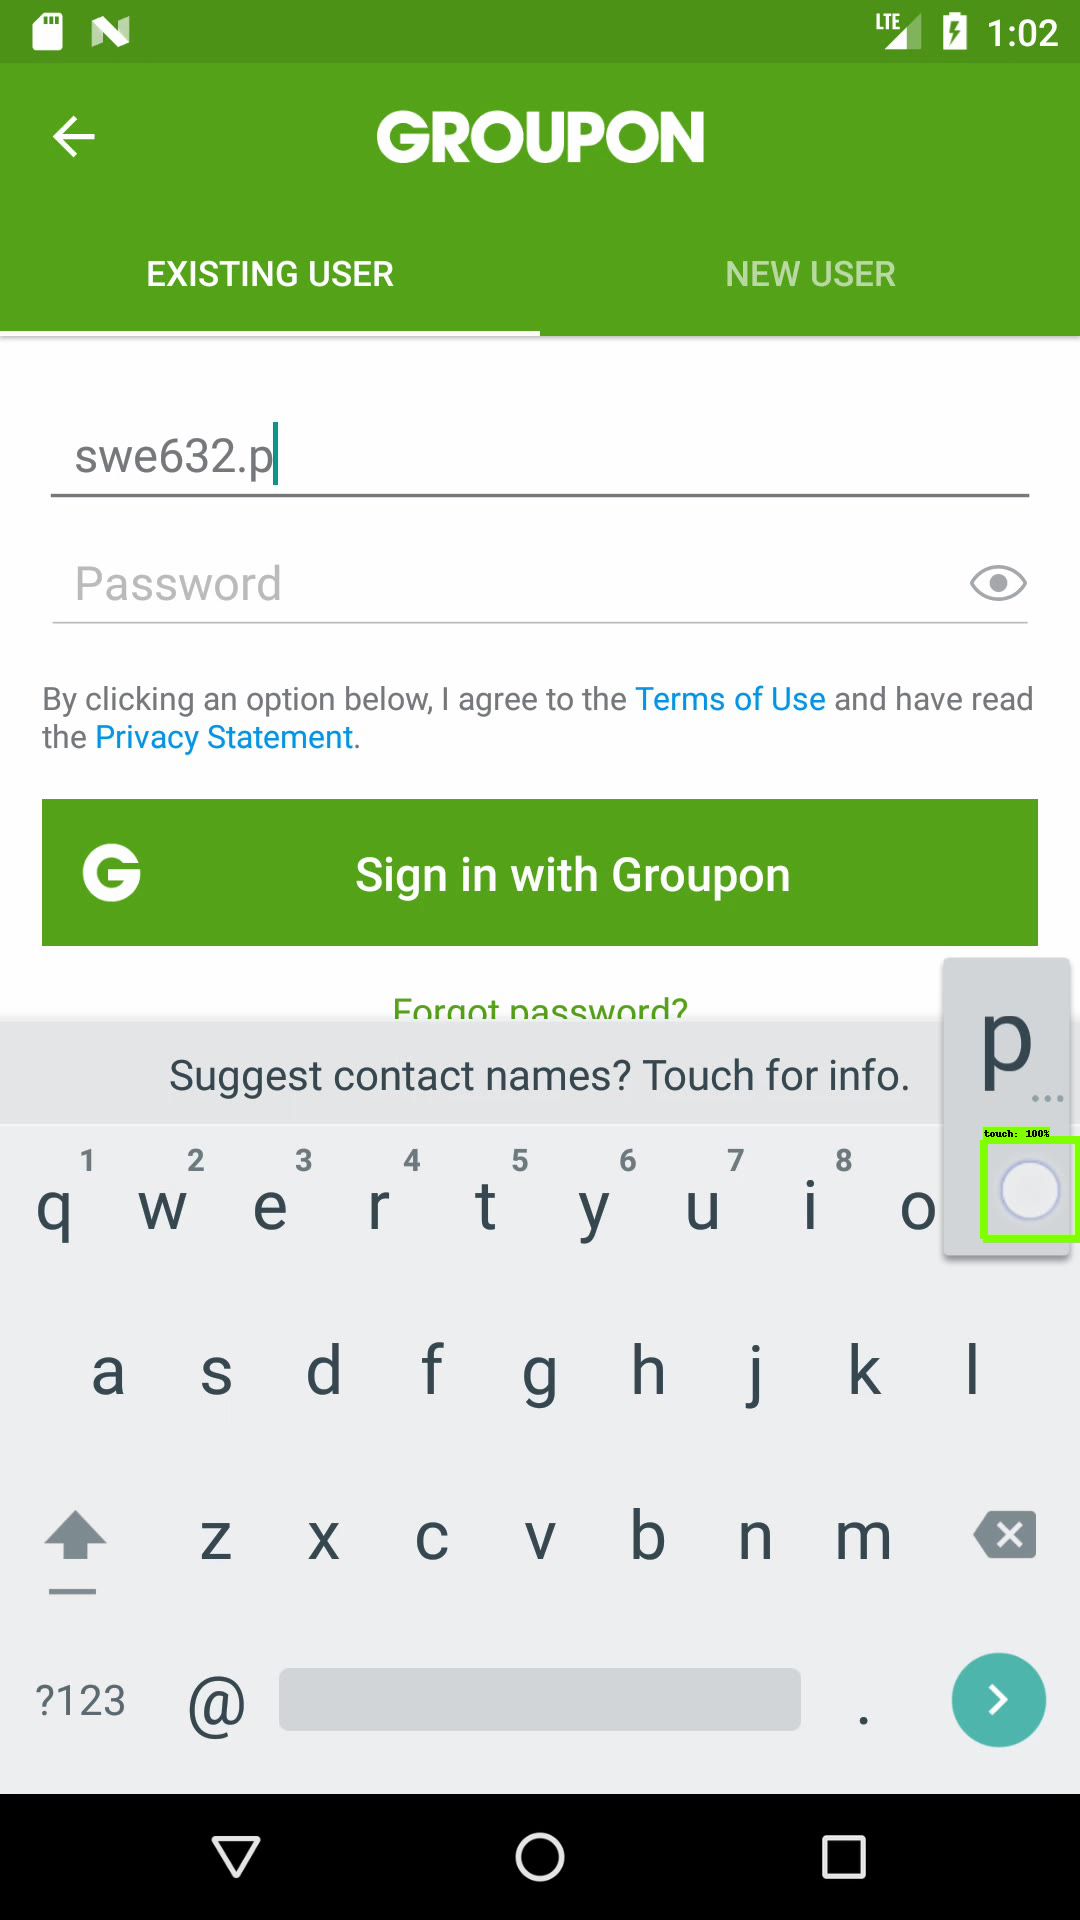 LTE 1:02
GROUPON
EXISTING USER NEW USER
swe632.p
Password
By clicking an option below, I agree to the Terms of Use and have read
the Privacy Statement.
G Sign in with Groupon
Forgot password?
p
...
Suggest contact names? Touch for info.
touch: 100%
1 2 3 4 5 6 7 8
q w e r t y u i o
a s d f g h j k l
z x c v b n m
?123 @ .